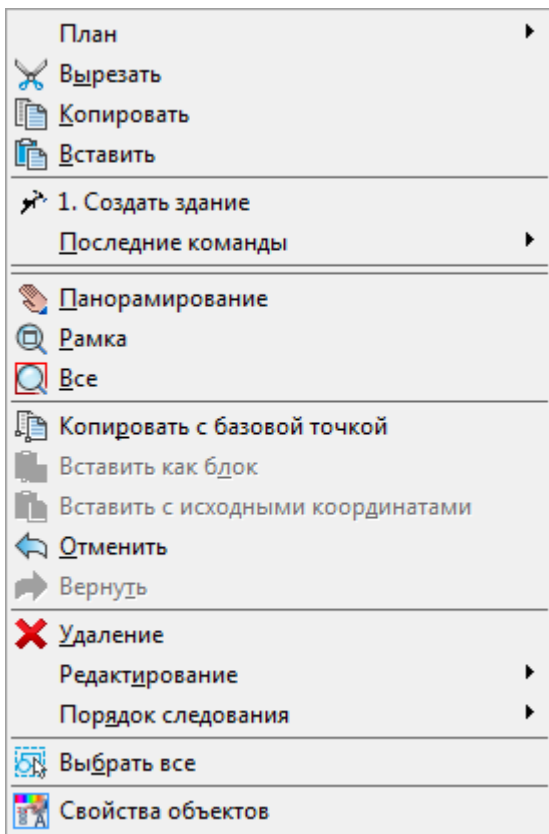 План
Вырезать
Копировать
Вставить
1. Создать здание
Последние команды
Панорамирование
Рамка
Все
Копировать с базовой точкой
Вставить как блок
Вставить с исходными координатами
Отменить
Вернуть
Удаление
Редактирование
Порядок следования
Выбрать все
Свойства объектов